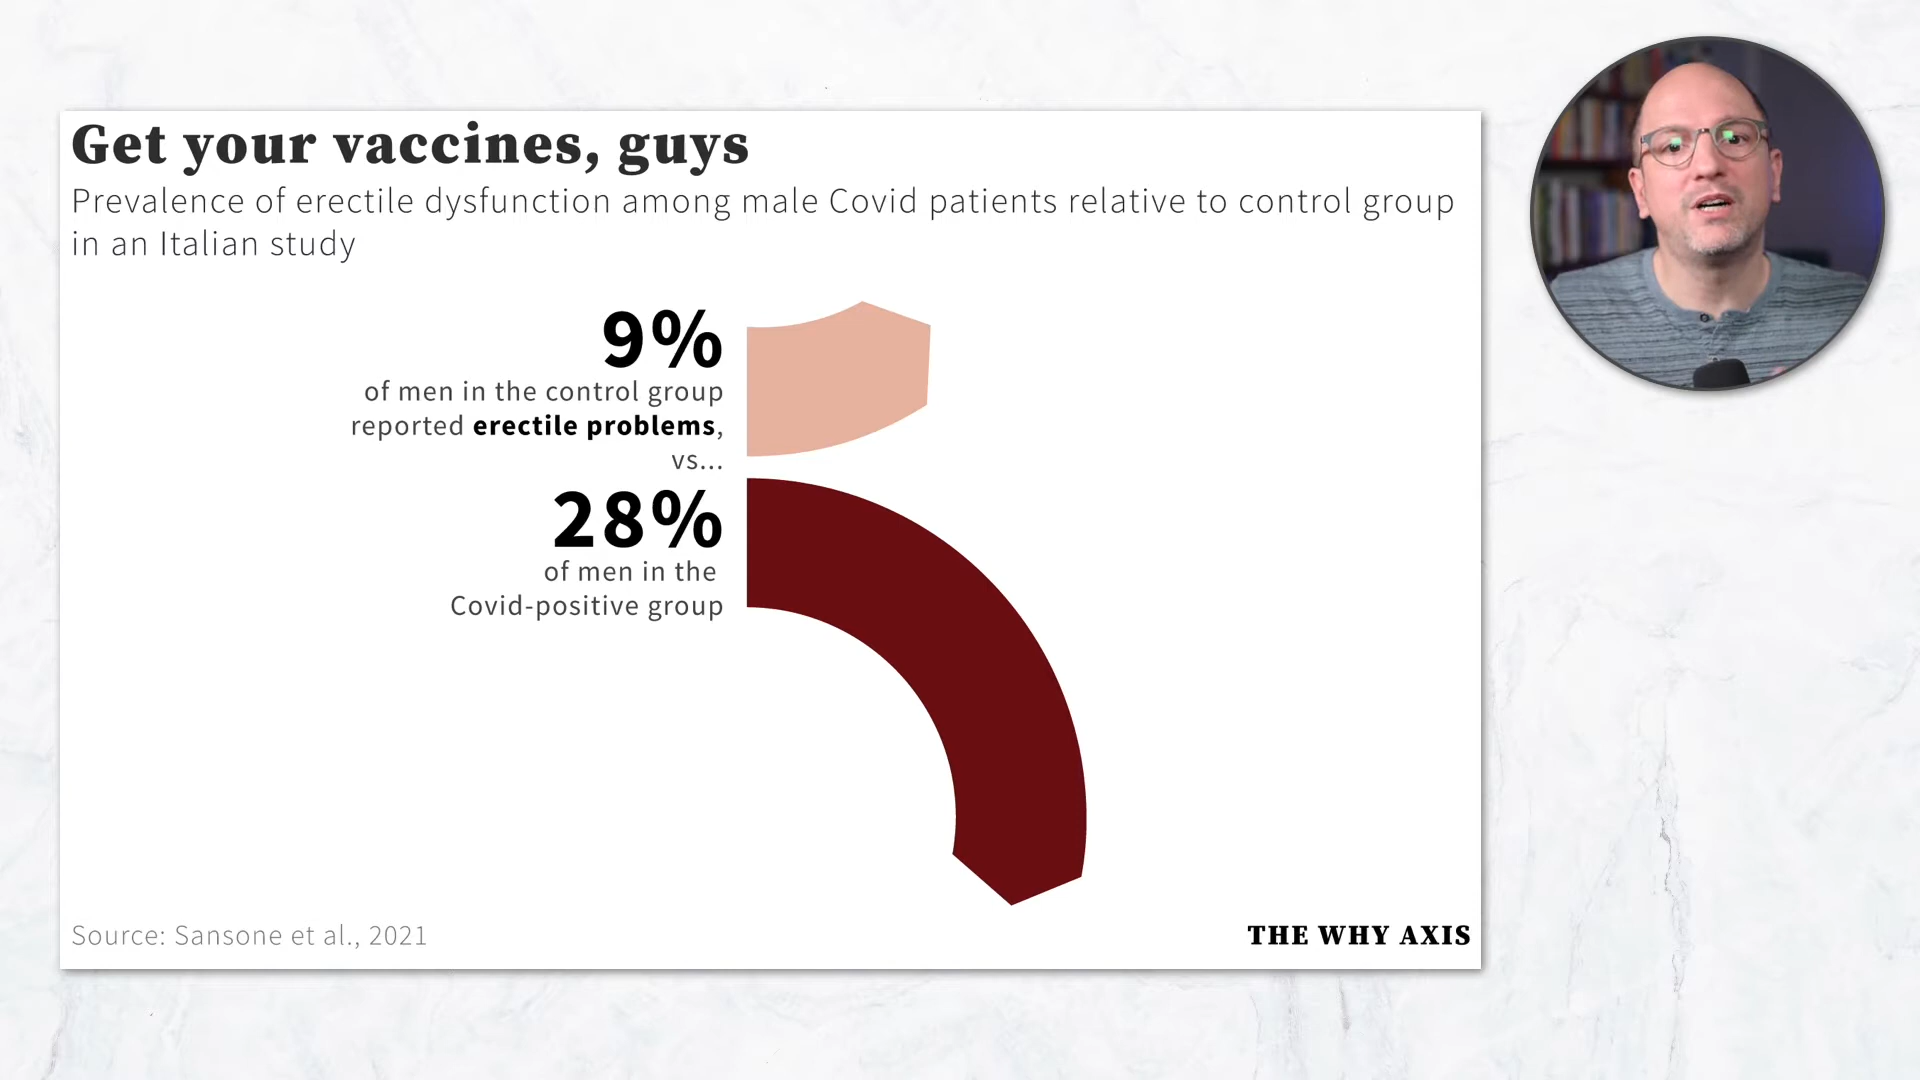 Get your vaccines, guys
Prevalence of erectile dysfunction among male Covid patients relative to control group
in an Italian study
9%
of men in the control group
reported erectile problems,
vs...
28%
of men in the
Covid-positive group
Source: Sansone et al., 2021
THE WHY AXIS